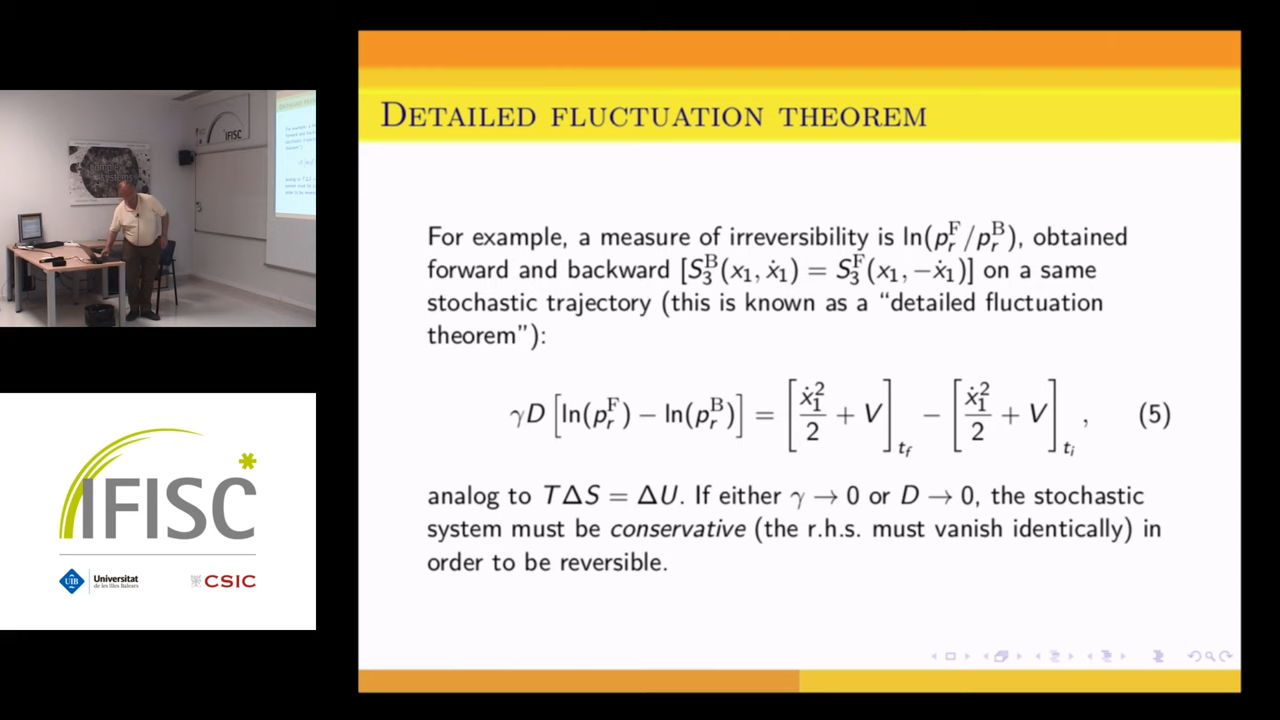 DETAILED FLUCTUATION THEOREM
For example, a measure of irreversibility is ln(p_r^F/p_r^B), obtained
forward and backward [S_3^B(x_1, ẋ_1) = S_3^F(x_1, −ẋ_1)] on a same
stochastic trajectory (this is known as a “detailed fluctuation
theorem”):
γD [ln(p_r^F) − ln(p_r^B)] = [ẋ_1^2/2 + V]_{t_f} − [ẋ_1^2/2 + V]_{t_i}, (5)
analog to TΔS = ΔU. If either γ → 0 or D → 0, the stochastic
system must be conservative (the r.h.s. must vanish identically) in
order to be reversible.
IFISC
IFISC
UIB
Universitat
de les Illes Balears
CSIC